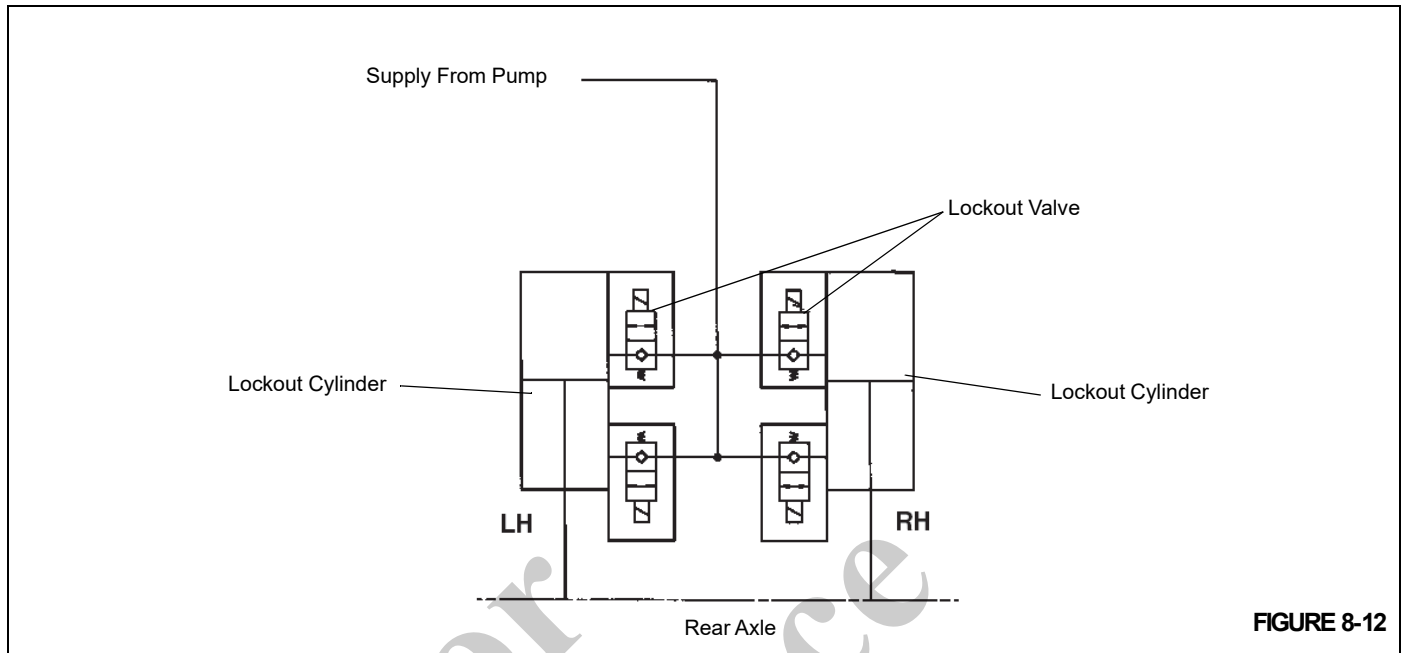 Supply From Pump
Lockout Valve
Lockout Cylinder
Lockout Cylinder
LH
RH
Rear Axle
FIGURE 8-12